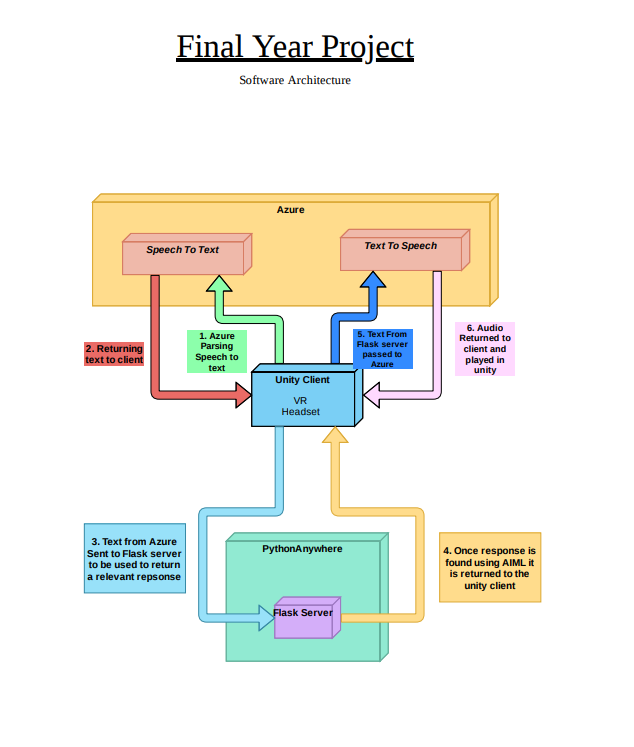 Final Year Project
Software Architecture
Azure
Speech To Text
Text To Speech
1. Azure
Parsing
Speech to
text
5. Text From
Flask server
passed to
Azure
6. Audio
Returned to
client and
played in
unity
2. Returning
text to client
Unity Client
VR
Headset
3. Text from Azure
Sent to Flask server
to be used to return
a relevant repsonse
PythonAnywhere
4. Once response is
found using AIML it
is returned to the
unity client
Flask Server